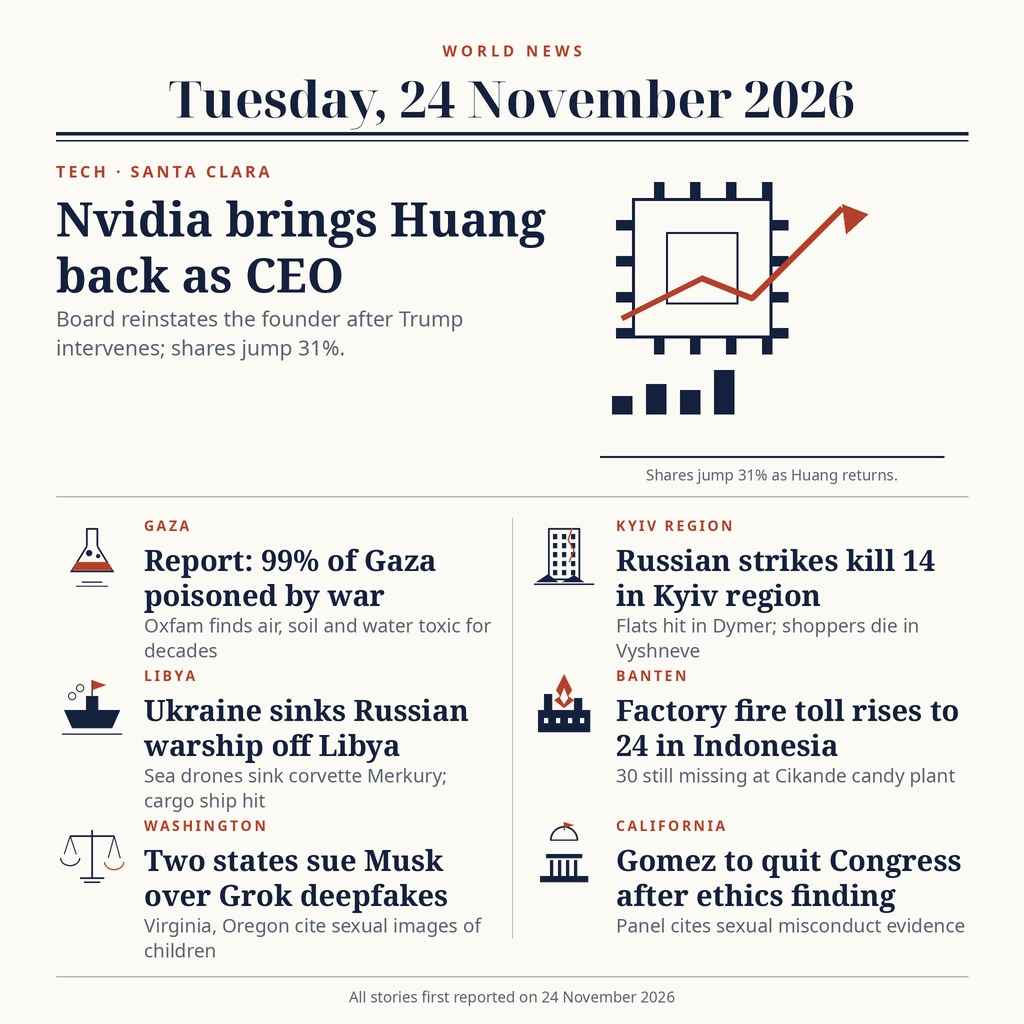 WORLD NEWS
Tuesday, 24 November 2026
TECH · SANTA CLARA
Nvidia brings Huang
back as CEO
Board reinstates the founder after Trump
intervenes; shares jump 31%.
Shares jump 31% as Huang returns.
GAZA
Report: 99% of Gaza
poisoned by war
Oxfam finds air, soil and water toxic for
decades
KYIV REGION
Russian strikes kill 14
in Kyiv region
Flats hit in Dymer; shoppers die in
Vyshneve
LIBYA
Ukraine sinks Russian
warship off Libya
Sea drones sink corvette Merkury;
cargo ship hit
BANTEN
Factory fire toll rises to
24 in Indonesia
30 still missing at Cikande candy plant
WASHINGTON
Two states sue Musk
over Grok deepfakes
Virginia, Oregon cite sexual images of
children
CALIFORNIA
Gomez to quit Congress
after ethics finding
Panel cites sexual misconduct evidence
All stories first reported on 24 November 2026